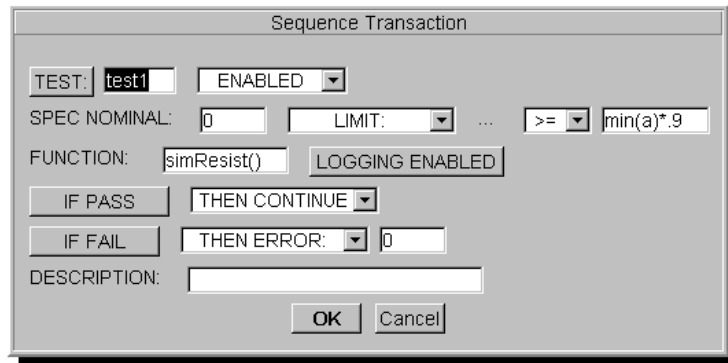 Sequence Transaction
TEST: test1 ENABLED
SPEC NOMINAL: 0 LIMIT: ... >= min(a)*.9
FUNCTION: simResist() LOGGING ENABLED
IF PASS THEN CONTINUE
IF FAIL THEN ERROR: 0
DESCRIPTION:
OK Cancel